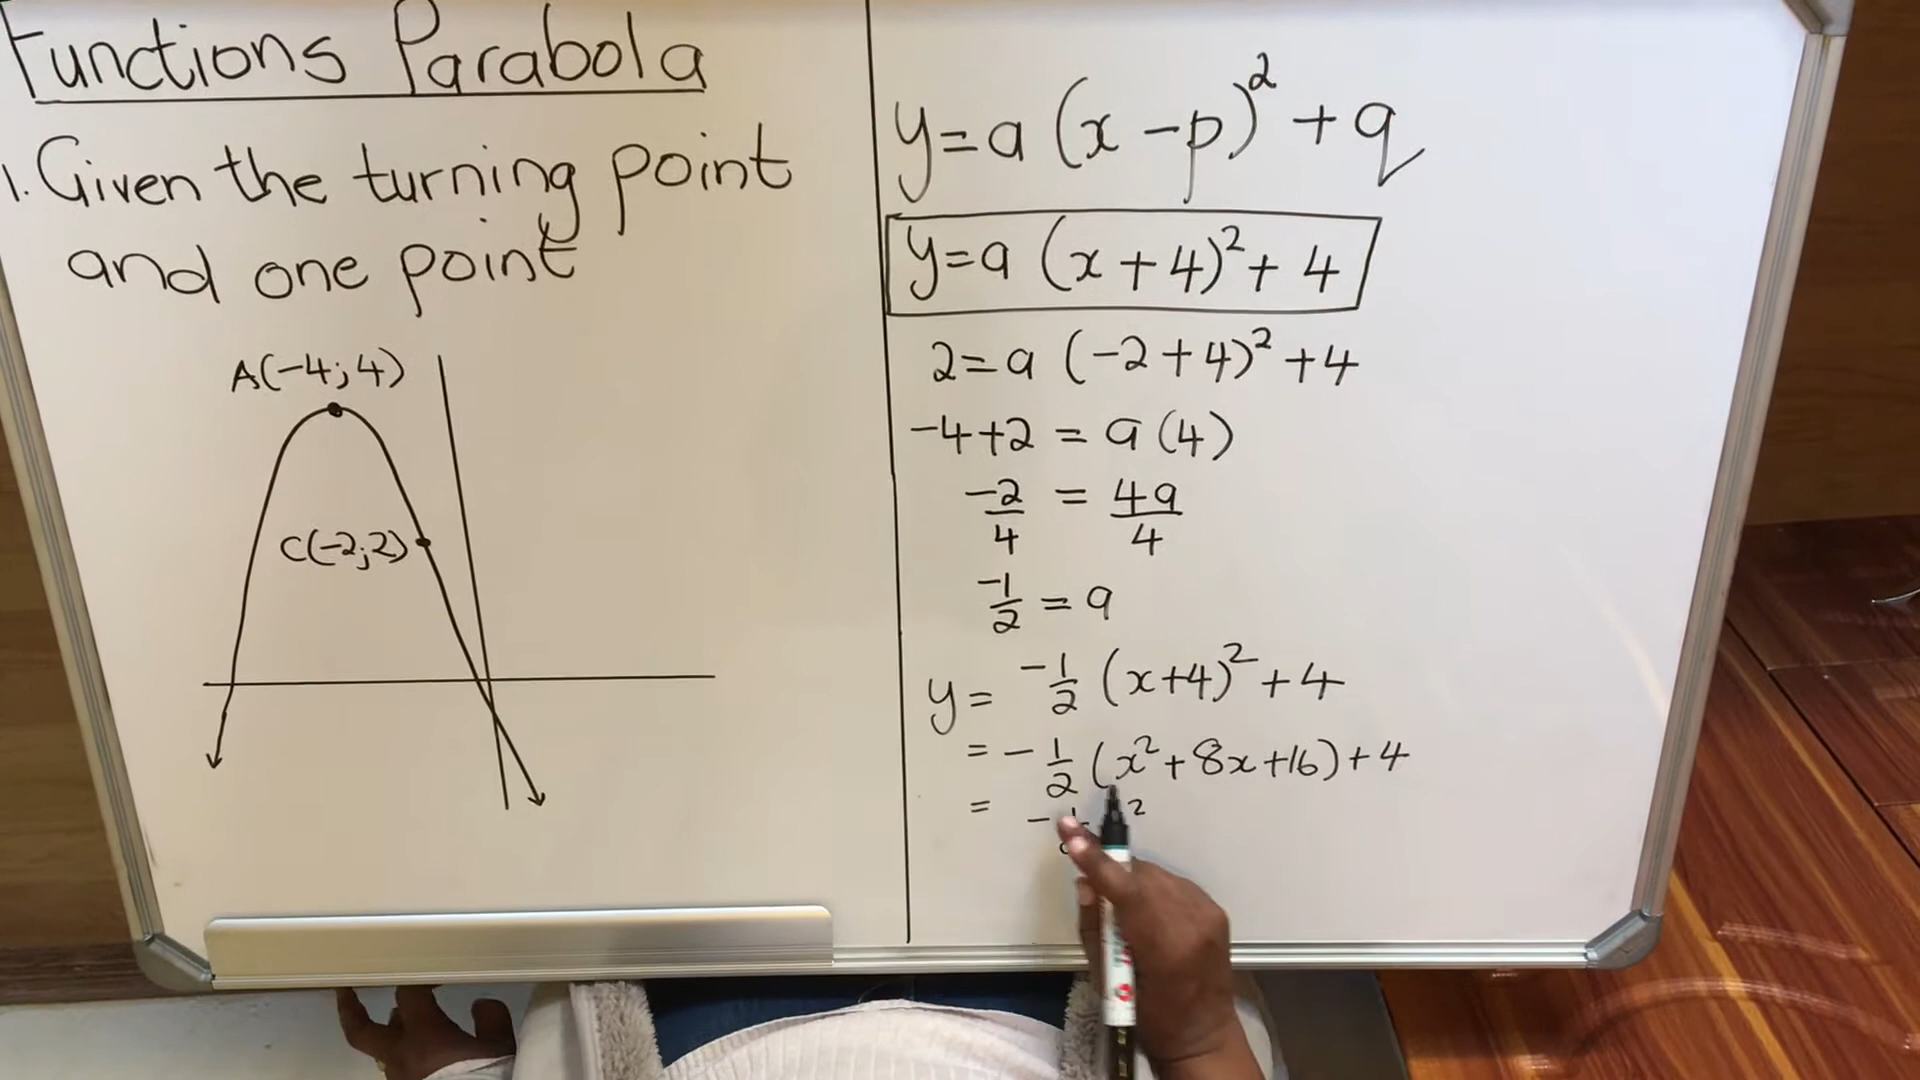 Functions Parabola
1. Given the turning point
and one point
A(-4; 4)
C(-2; 2)
y = a (x - p)² + q
y = a (x + 4)² + 4
2 = a (-2 + 4)² + 4
-4 + 2 = a (4)
-2/4 = 4a/4
-1/2 = a
y = -1/2 (x + 4)² + 4
= -1/2 (x² + 8x + 16) + 4
= - ²